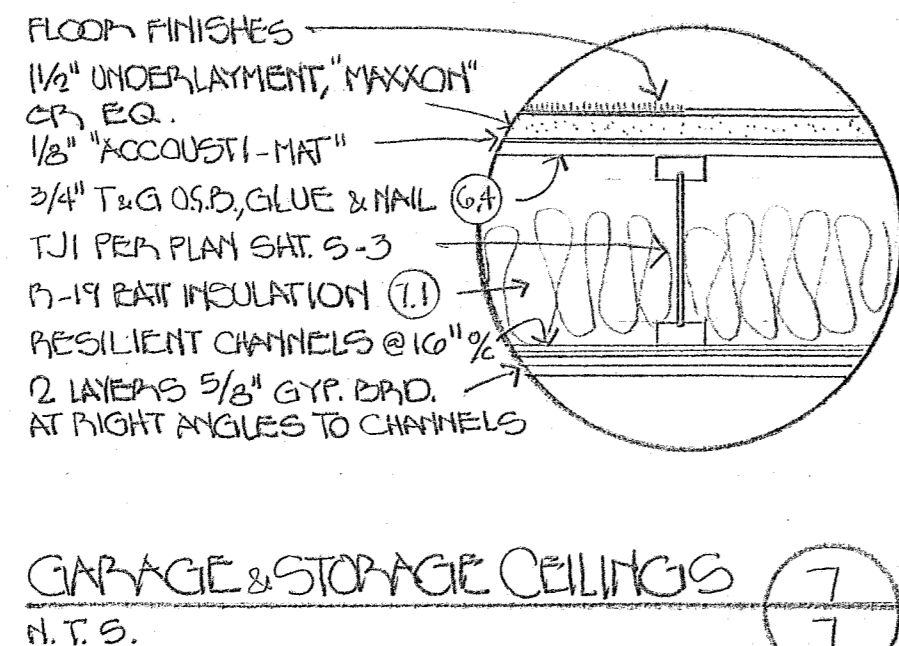 FLOOR FINISHES
1 1/2" UNDERLAYMENT, "MAXXON"
OR EQ.
1/8" "ACCOUSTI-MAT"
3/4" T&G O.S.B., GLUE & NAIL 6.4
TJI PER PLAN SHT. S-3
R-19 BATT INSULATION 7.1
RESILIENT CHANNELS @ 16" o/c
2 LAYERS 5/8" GYP. BRD.
AT RIGHT ANGLES TO CHANNELS
GARAGE & STORAGE CEILINGS 7
N.T.S. 7